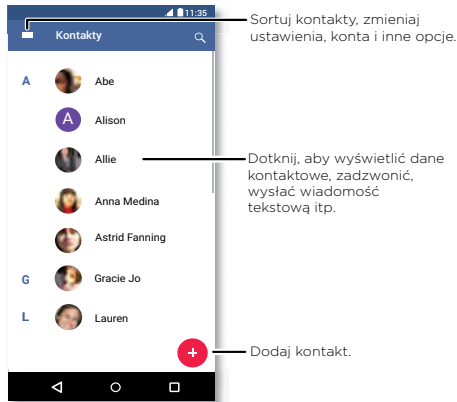 11:35
Kontakty
A
Abe
A
Alison
Allie
Anna Medina
Astrid Fanning
G
Gracie Jo
L
Lauren
Sortuj kontakty, zmieniaj
ustawienia, konta i inne opcje.
Dotknij, aby wyświetlić dane
kontaktowe, zadzwonić,
wysłać wiadomość
tekstową itp.
Dodaj kontakt.